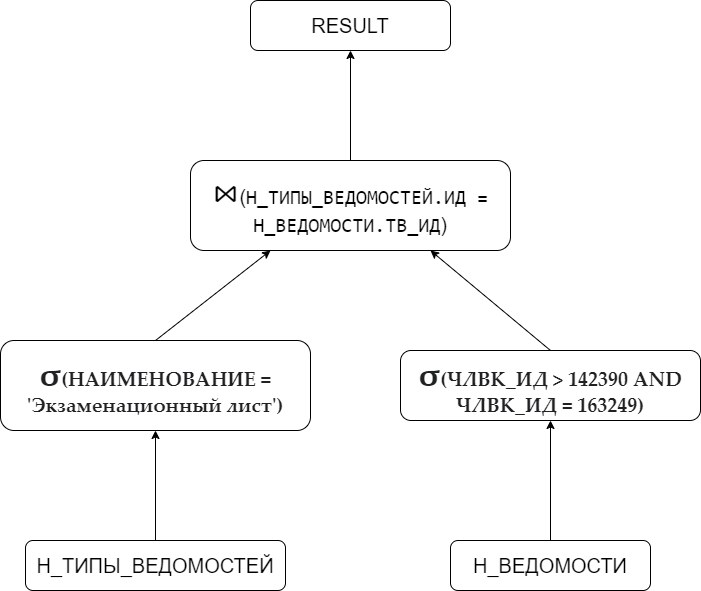 RESULT
⋈(Н_ТИПЫ_ВЕДОМОСТЕЙ.ИД =
Н_ВЕДОМОСТИ.ТВ_ИД)
σ(НАИМЕНОВАНИЕ =
'Экзаменационный лист')
σ(ЧЛВК_ИД > 142390 AND
ЧЛВК_ИД = 163249)
Н_ТИПЫ_ВЕДОМОСТЕЙ
Н_ВЕДОМОСТИ